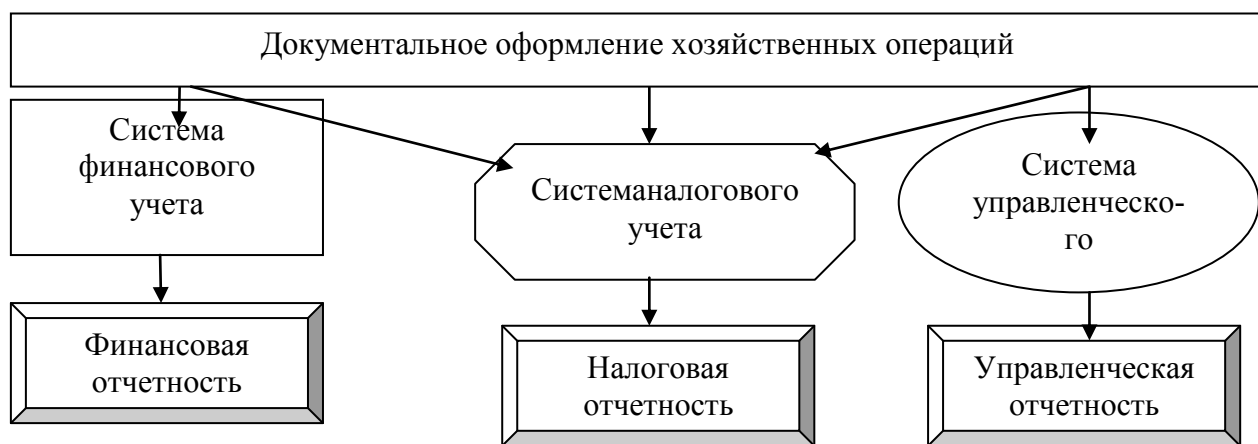 Документальное оформление хозяйственных операций
Система
финансового
учета
Системаналогового
учета
Система
управленческо-
го
Финансовая
отчетность
Налоговая
отчетность
Управленческая
отчетность